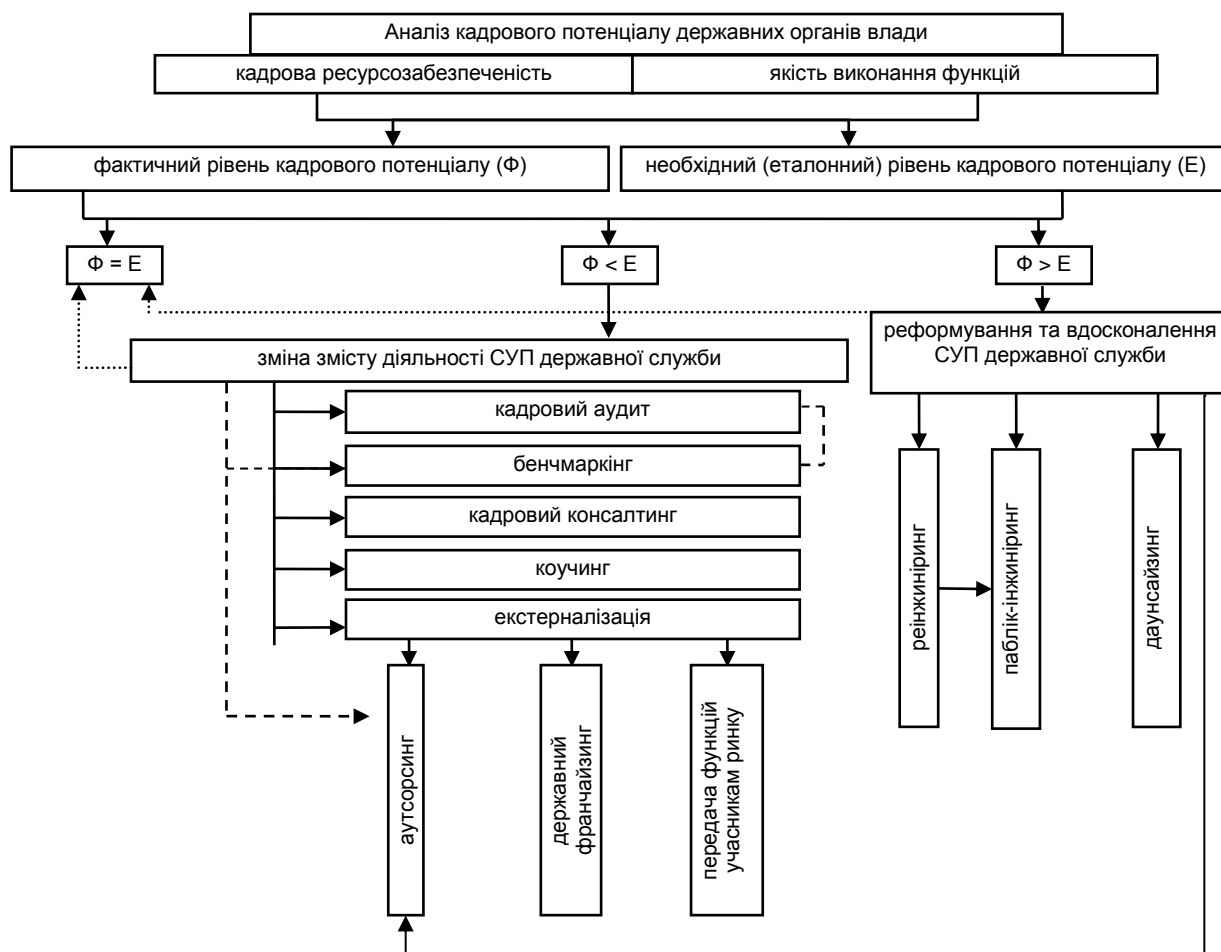 Аналіз кадрового потенціалу державних органів влади
кадрова ресурсозабезпеченість
якість виконання функцій
фактичний рівень кадрового потенціалу (Ф)
необхідний (еталонний) рівень кадрового потенціалу (Е)
Ф = Е
Ф < Е
Ф > Е
зміна змісту діяльності СУП державної служби
реформування та вдосконалення
СУП державної служби
кадровий аудит
бенчмаркінг
кадровий консалтинг
коучинг
екстерналізація
реінжиніринг
паблік-інжиніринг
даунсайзинг
аутсорсинг
державний
франчайзинг
передача функцій
учасникам ринку